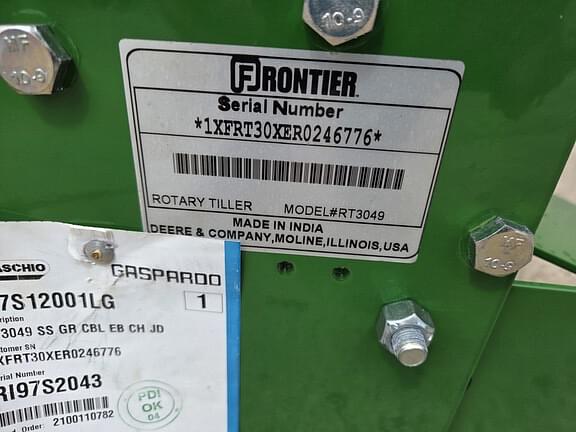 MF
10.9
10.9
FRONTIER
Serial Number
*1XFRT30XER0246776*
ROTARY TILLER MODEL#RT3049
MADE IN INDIA
DEERE & COMPANY,MOLINE,ILLINOIS,USA
MF
10.9
ASCHIO GASPARDO
7S12001LG 1
ription
3049 SS GR CBL EB CH JD
tomer SN
XFRT30XER0246776
rial Number
RI97S2043
PDI
OK
04
Order: 2100110782